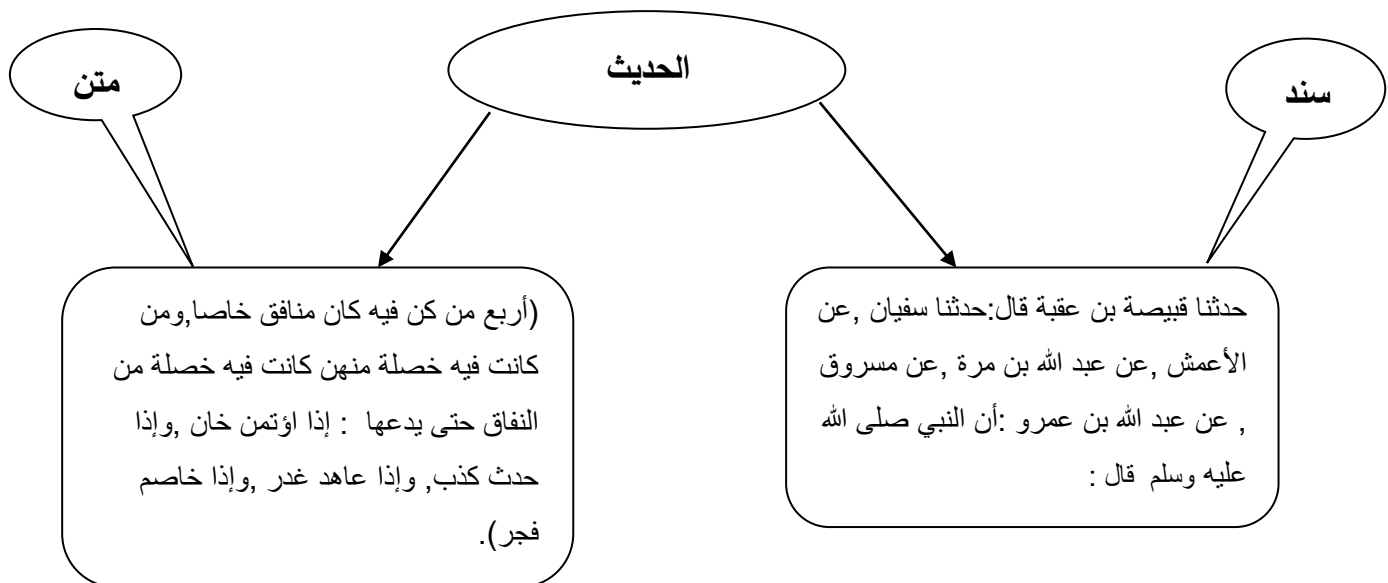 الحديث
سند
متن
حدثنا قبيصة بن عقبة قال:حدثنا سفيان ,عن
الأعمش ,عن عبد الله بن مرة ,عن مسروق
, عن عبد الله بن عمرو :أن النبي صلى الله
عليه وسلم قال :
(أربع من كن فيه كان منافق خاصا,ومن
كانت فيه خصلة منهن كانت فيه خصلة من
النفاق حتى يدعها : إذا اؤتمن خان ,وإذا
حدث كذب, وإذا عاهد غدر ,وإذا خاصم
فجر).